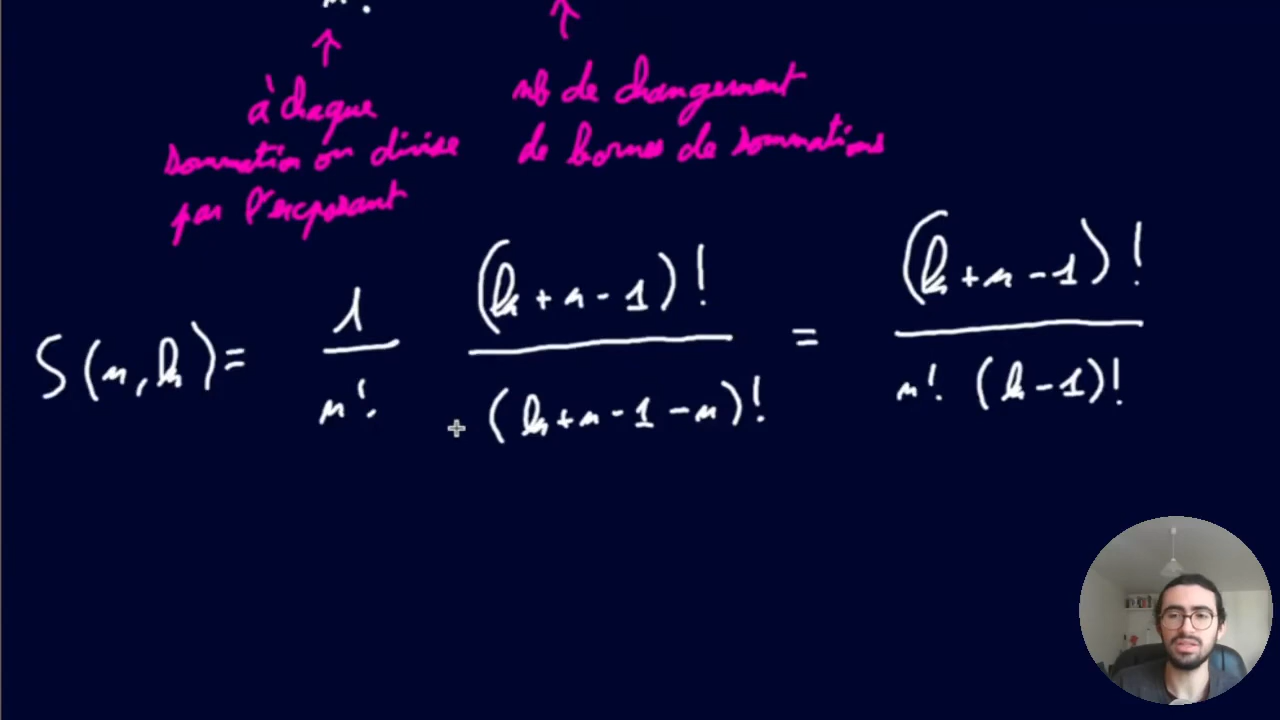 n!
à chaque
sommation on divise
par l'exposant
nb de changement
de bornes de sommations
S(n,k) = 1/n! (k+n-1)!/(k+n-1-n)! = (k+n-1)!/(n! (k-1)!)